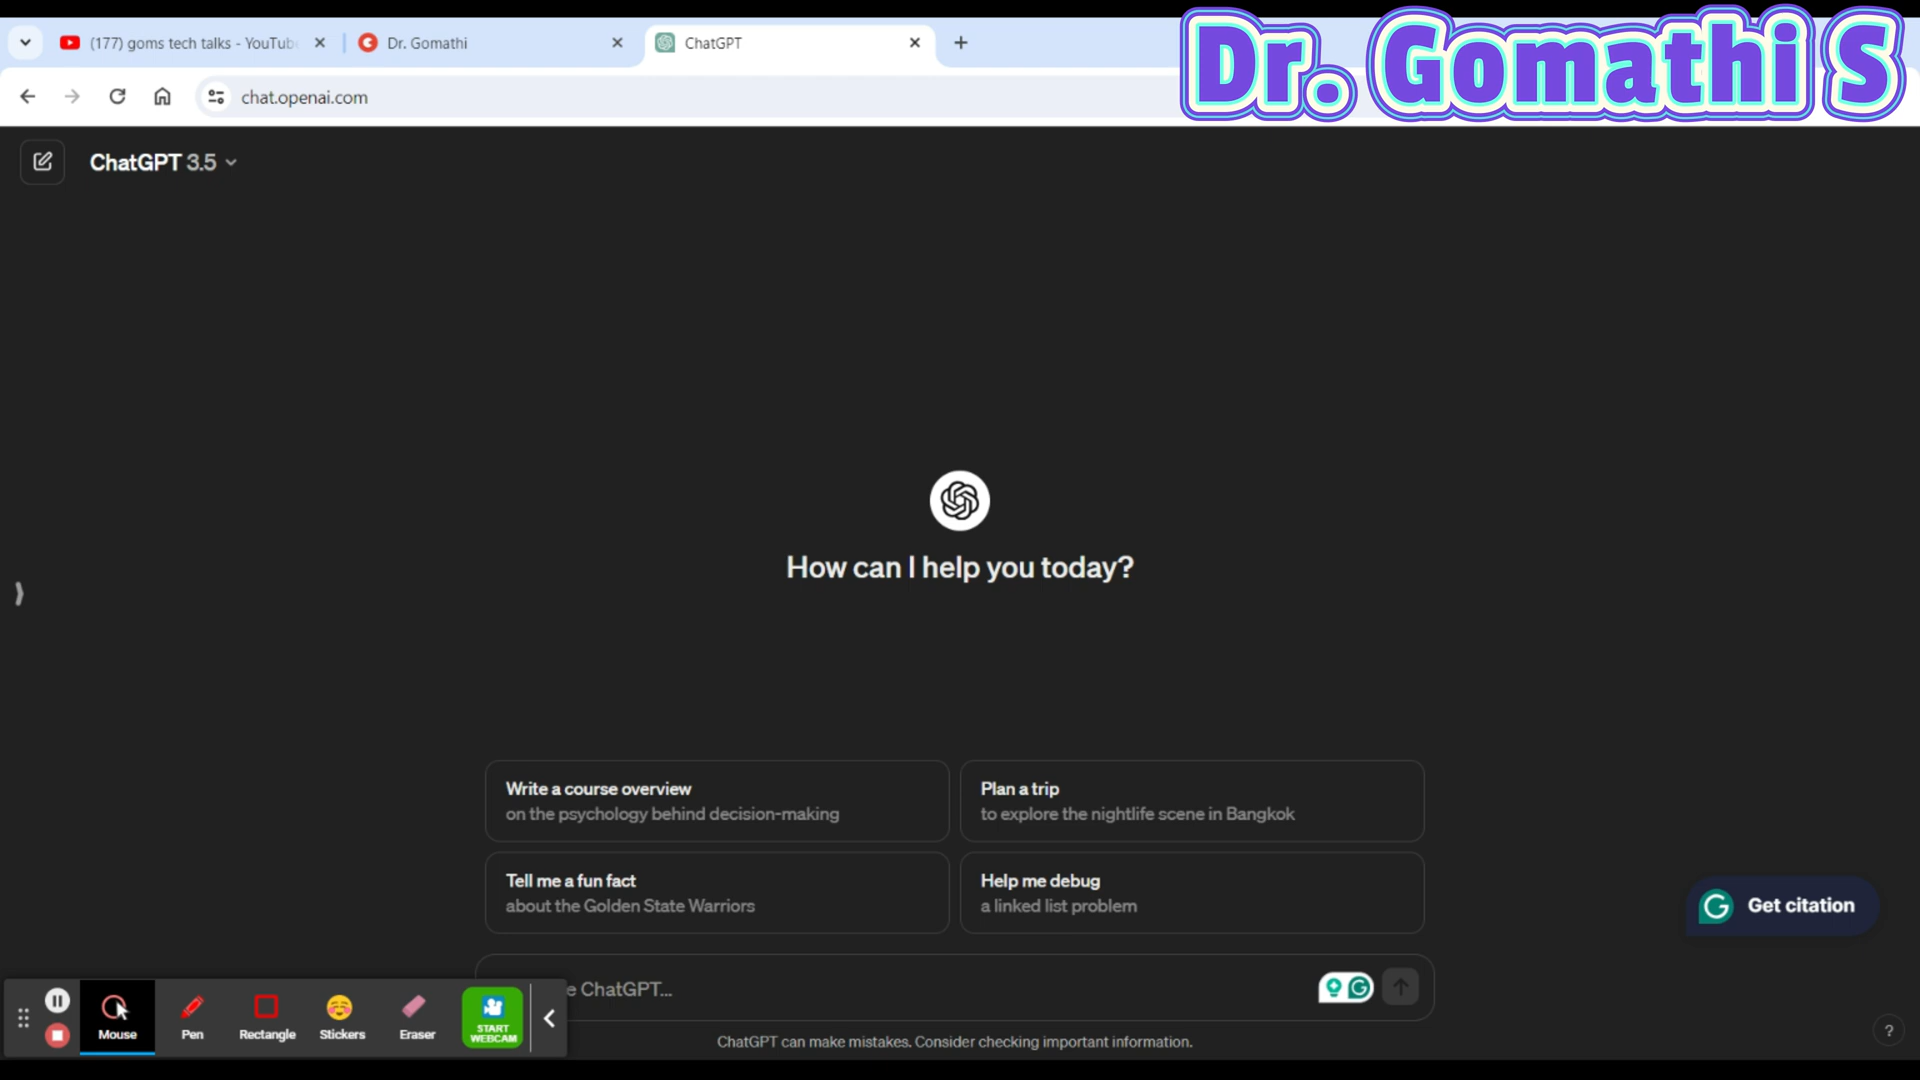 (177) goms tech talks - YouTub
Dr. Gomathi
ChatGPT
Dr. Gomathi S
chat.openai.com
ChatGPT 3.5
How can I help you today?
Write a course overview
on the psychology behind decision-making
Plan a trip
to explore the nightlife scene in Bangkok
Tell me a fun fact
about the Golden State Warriors
Help me debug
a linked list problem
Get citation
e ChatGPT...
Mouse
Pen
Rectangle
Stickers
Eraser
START
WEBCAM
ChatGPT can make mistakes. Consider checking important information.
?